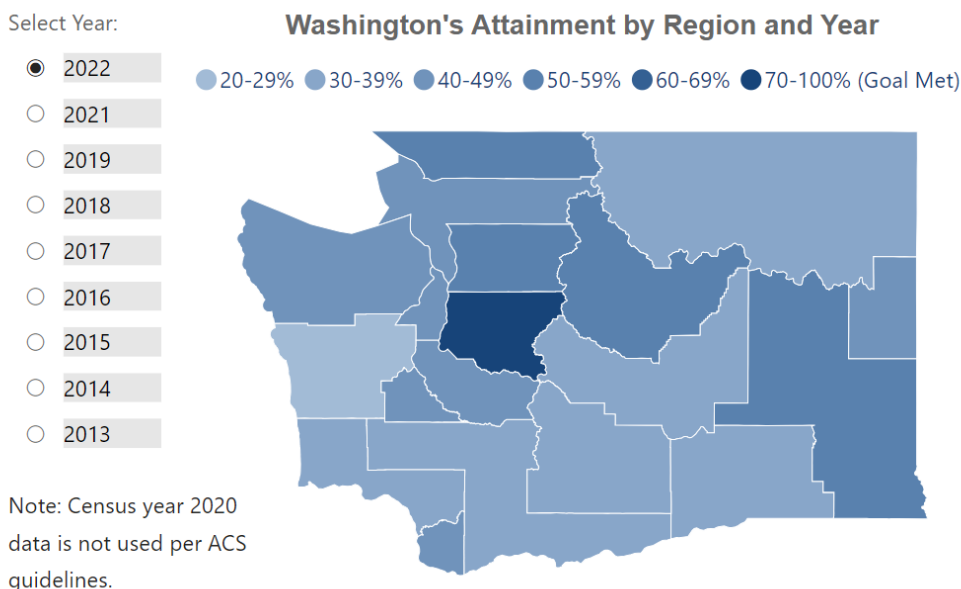 Select Year:
Washington's Attainment by Region and Year
2022
20-29% 30-39% 40-49% 50-59% 60-69% 70-100% (Goal Met)
2021
2019
2018
2017
2016
2015
2014
2013
Note: Census year 2020
data is not used per ACS
guidelines.